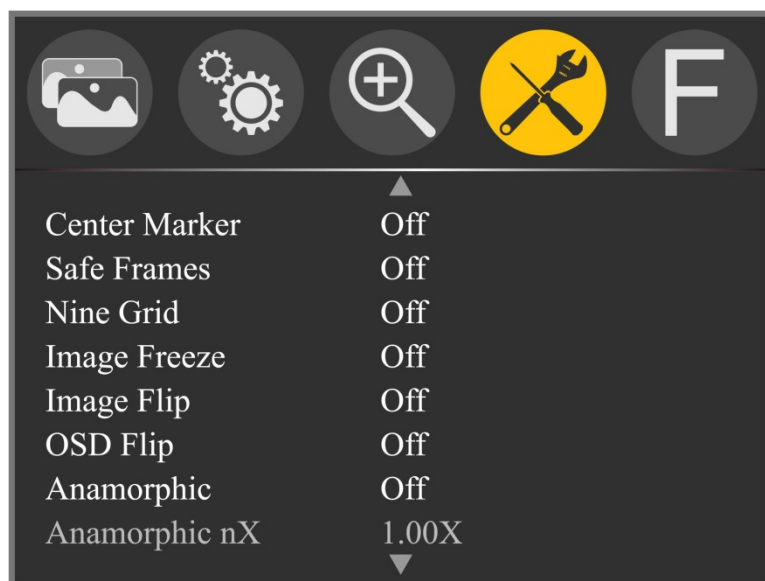 F
Center Marker Off
Safe Frames Off
Nine Grid Off
Image Freeze Off
Image Flip Off
OSD Flip Off
Anamorphic Off
Anamorphic nX 1.00X